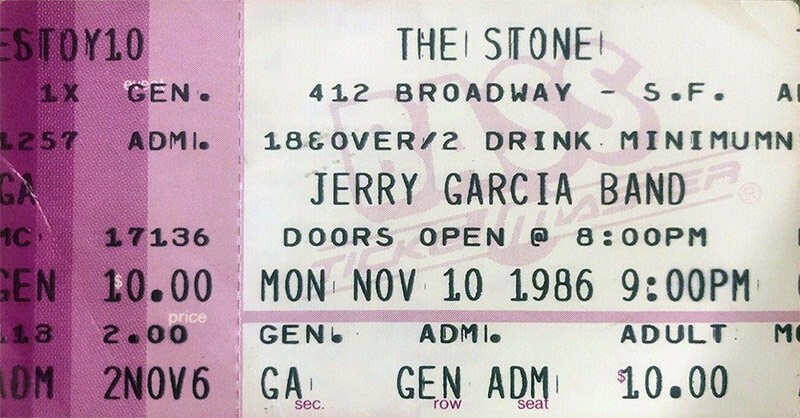 ESTOY10 THE STONE
event
1X GEN. 412 BROADWAY - S.F. A
1257 ADMI. 18&OVER/2 DRINK MINIMUMN
BASS
GA JERRY GARCIA BAND
TICKETMASTER ®
MC 17136 DOORS OPEN @ 8:00PM
GEN $10.00 MON NOV 10 1986 9:00PM
price
113 2.00 GEN. ADMI. ADULT M
ADM 2NOV6 GA GEN ADM $10.00
sec. row seat